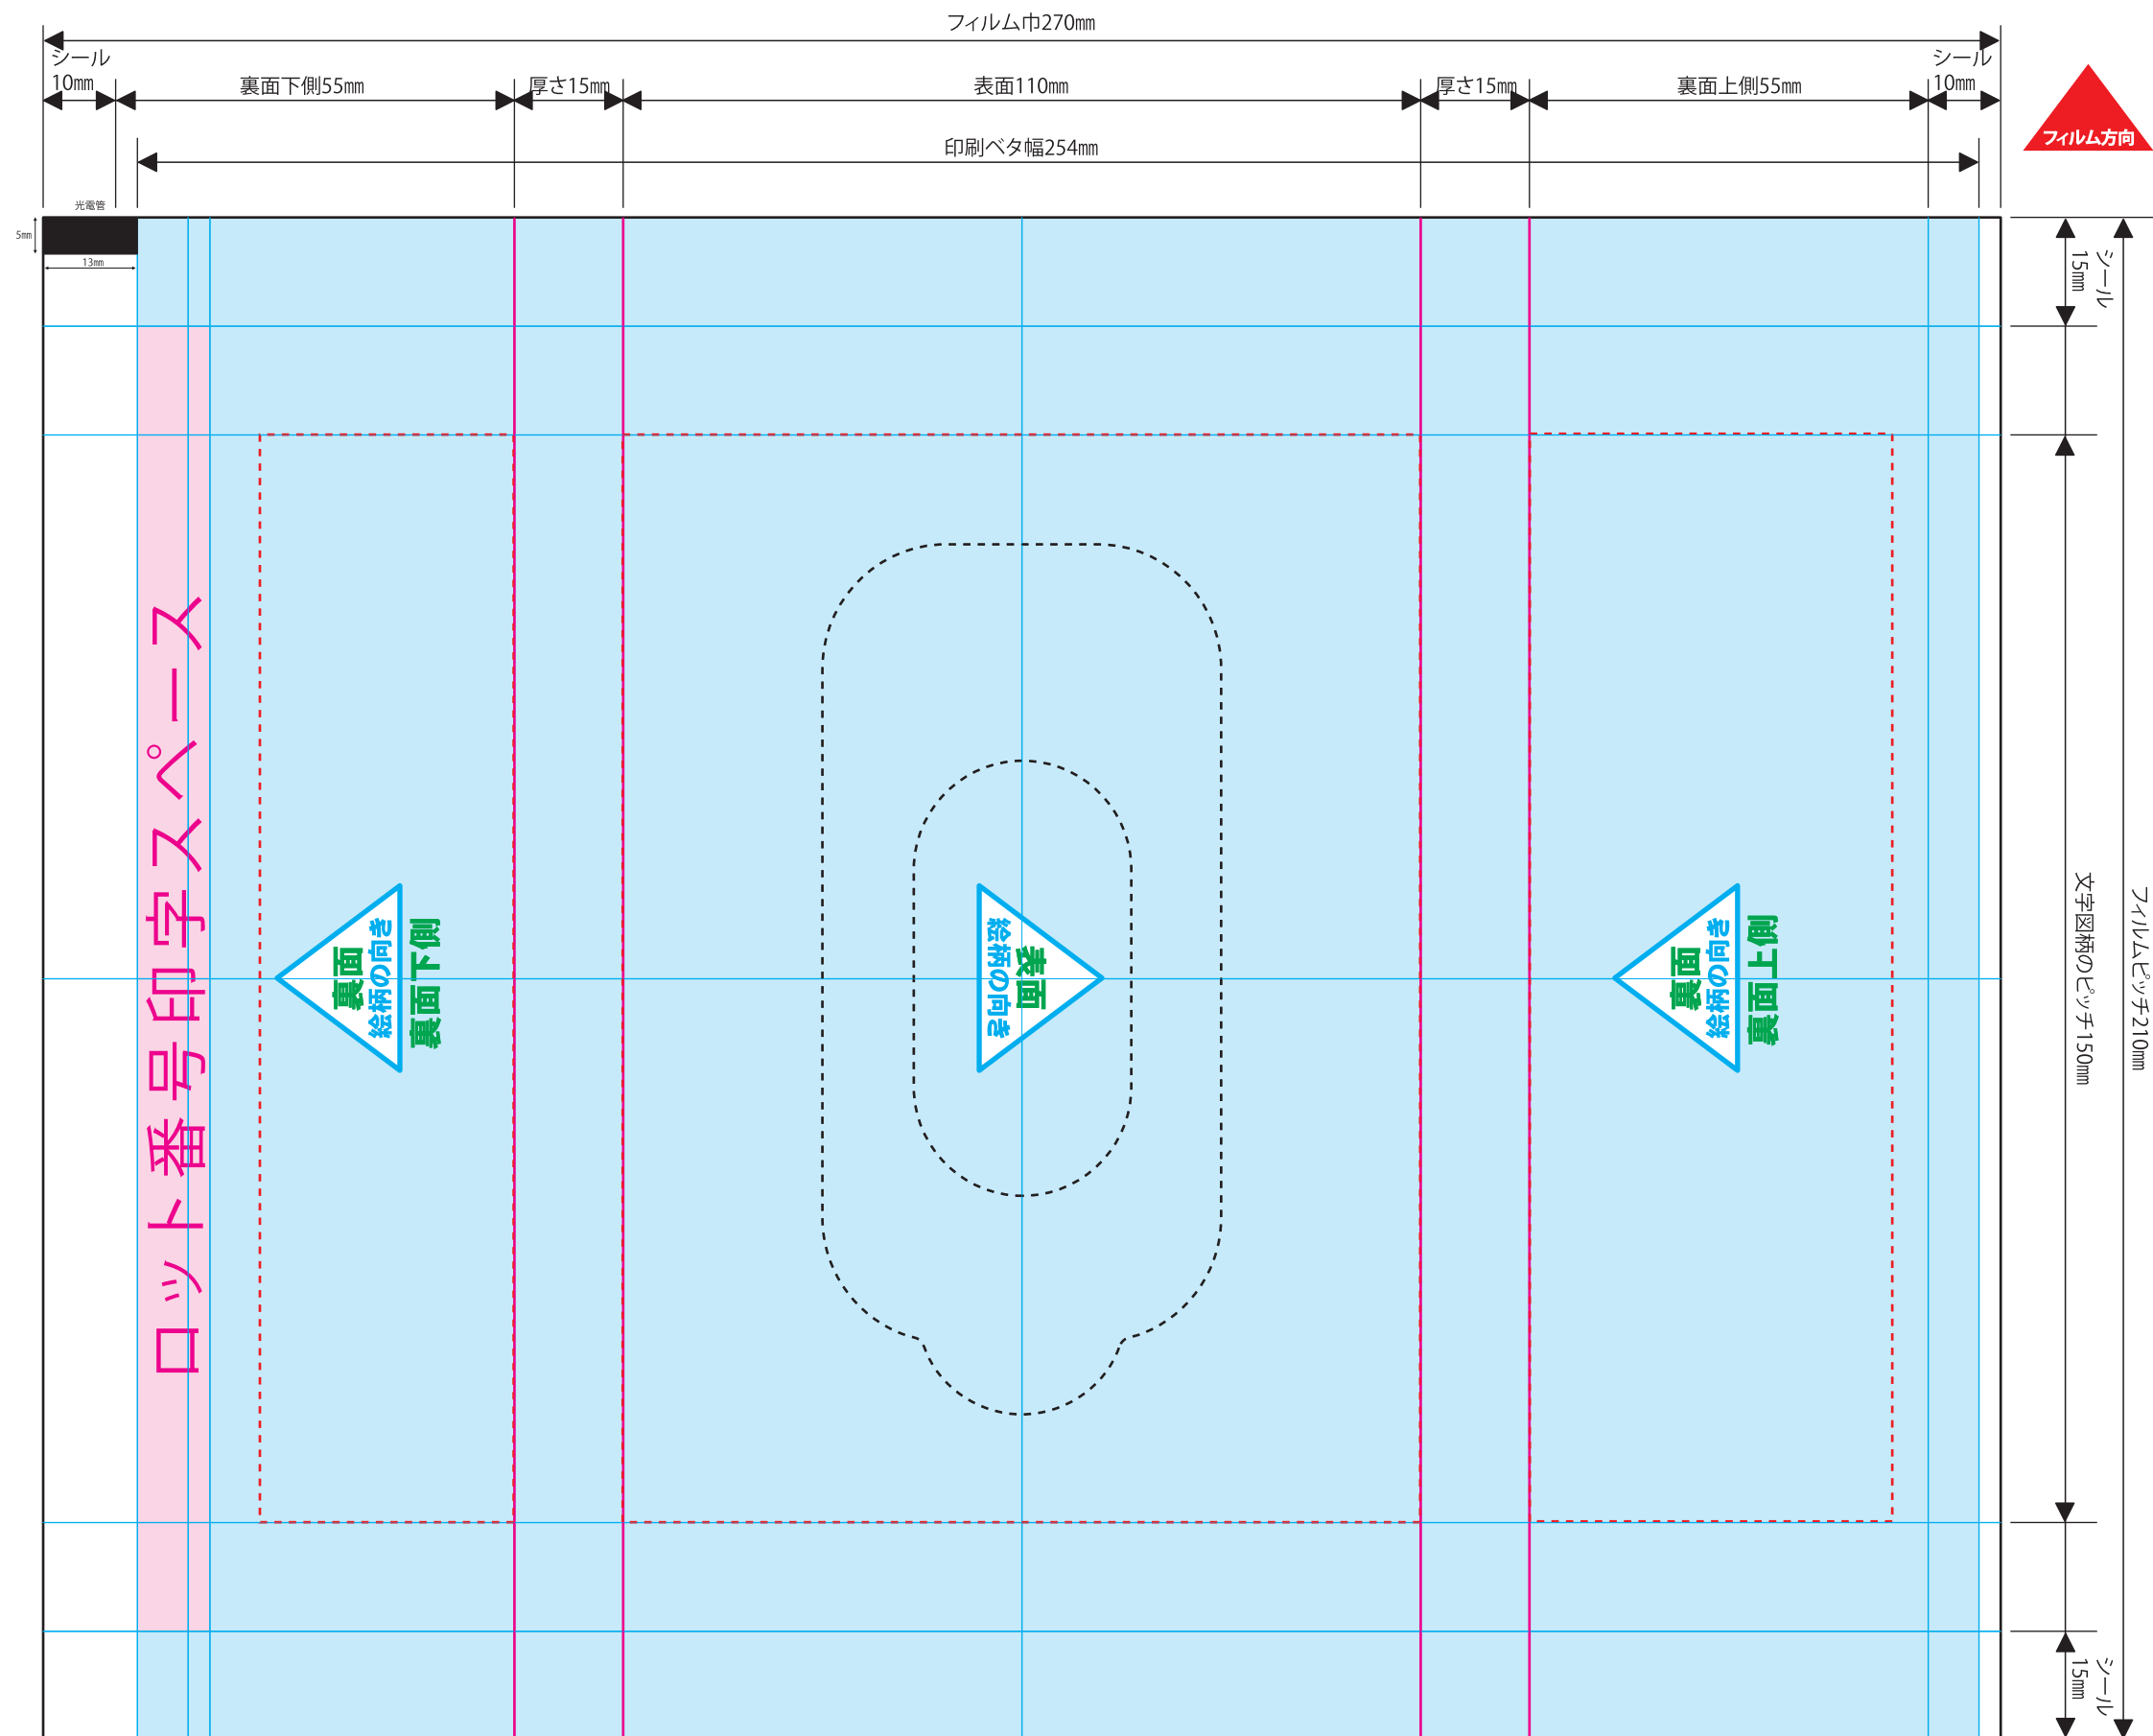 フィルム巾270mm
シール
10mm
裏面下側55mm
厚さ15mm
表面110mm
厚さ15mm
裏面上側55mm
シール
10mm
印刷ベタ幅254mm
フィルム方向
光電管
5mm
13mm
シール
15mm
ロット番号印字スペース
裏面
絵柄の向き
裏面下側
表面
絵柄の向き
裏面
絵柄の向き
裏面上側
文字図柄のピッチ150mm
フィルムピッチ210mm
シール
15mm